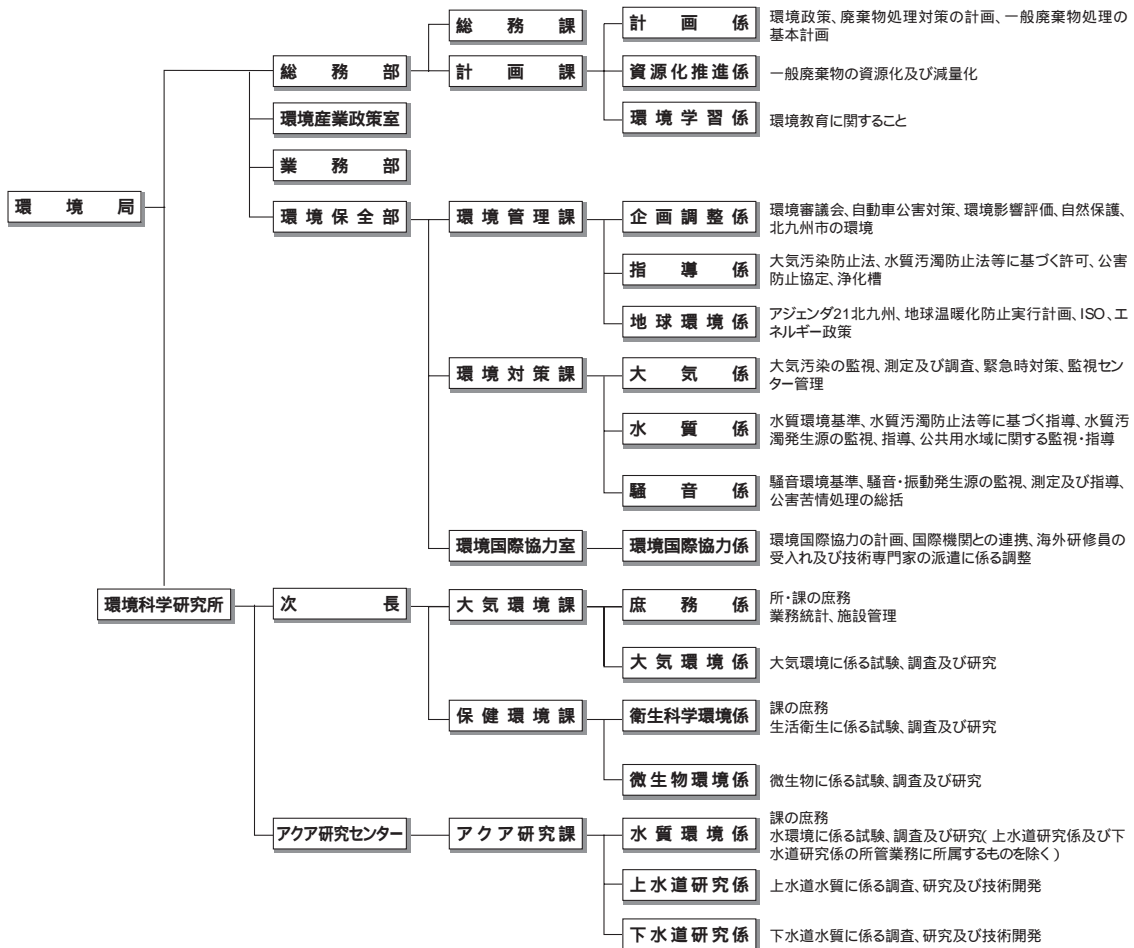 総務課
計画係
環境政策、廃棄物処理対策の計画、一般廃棄物処理の
基本計画
総務部
計画課
資源化推進係
一般廃棄物の資源化及び減量化
環境産業政策室
環境学習係
環境教育に関すること
業務部
環境局
環境保全部
環境管理課
企画調整係
環境審議会、自動車公害対策、環境影響評価、自然保護、
北九州市の環境
指導係
大気汚染防止法、水質汚濁防止法等に基づく許可、公害
防止協定、浄化槽
地球環境係
アジェンダ21北九州、地球温暖化防止実行計画、ISO、エ
ネルギー政策
環境対策課
大気係
大気汚染の監視、測定及び調査、緊急時対策、監視セン
ター管理
水質係
水質環境基準、水質汚濁防止法等に基づく指導、水質汚
濁発生源の監視、指導、公共用水域に関する監視・指導
騒音係
騒音環境基準、騒音・振動発生源の監視、測定及び指導、
公害苦情処理の総括
環境国際協力室
環境国際協力係
環境国際協力の計画、国際機関との連携、海外研修員の
受入れ及び技術専門家の派遣に係る調整
環境科学研究所
次長
大気環境課
庶務係
所・課の庶務
業務統計、施設管理
大気環境係
大気環境に係る試験、調査及び研究
保健環境課
衛生科学環境係
課の庶務
生活衛生に係る試験、調査及び研究
微生物環境係
微生物に係る試験、調査及び研究
アクア研究センター
アクア研究課
水質環境係
課の庶務
水環境に係る試験、調査及び研究(上水道研究係及び下
水道研究係の所管業務に所属するものを除く)
上水道研究係
上水道水質に係る調査、研究及び技術開発
下水道研究係
下水道水質に係る調査、研究及び技術開発